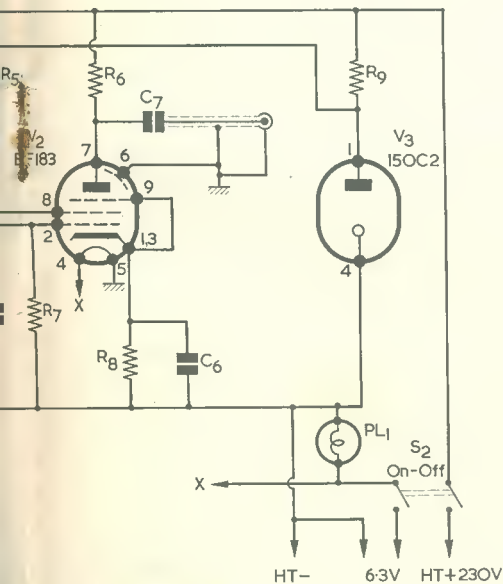 R6
R9
R5
C7
V2
EF183
V3
150C2
7
6
1
9
8
2
1,3
4
4
5
X
R7
R8
C6
PL1
S2
On-Off
X
HT-
6·3V
HT+230V